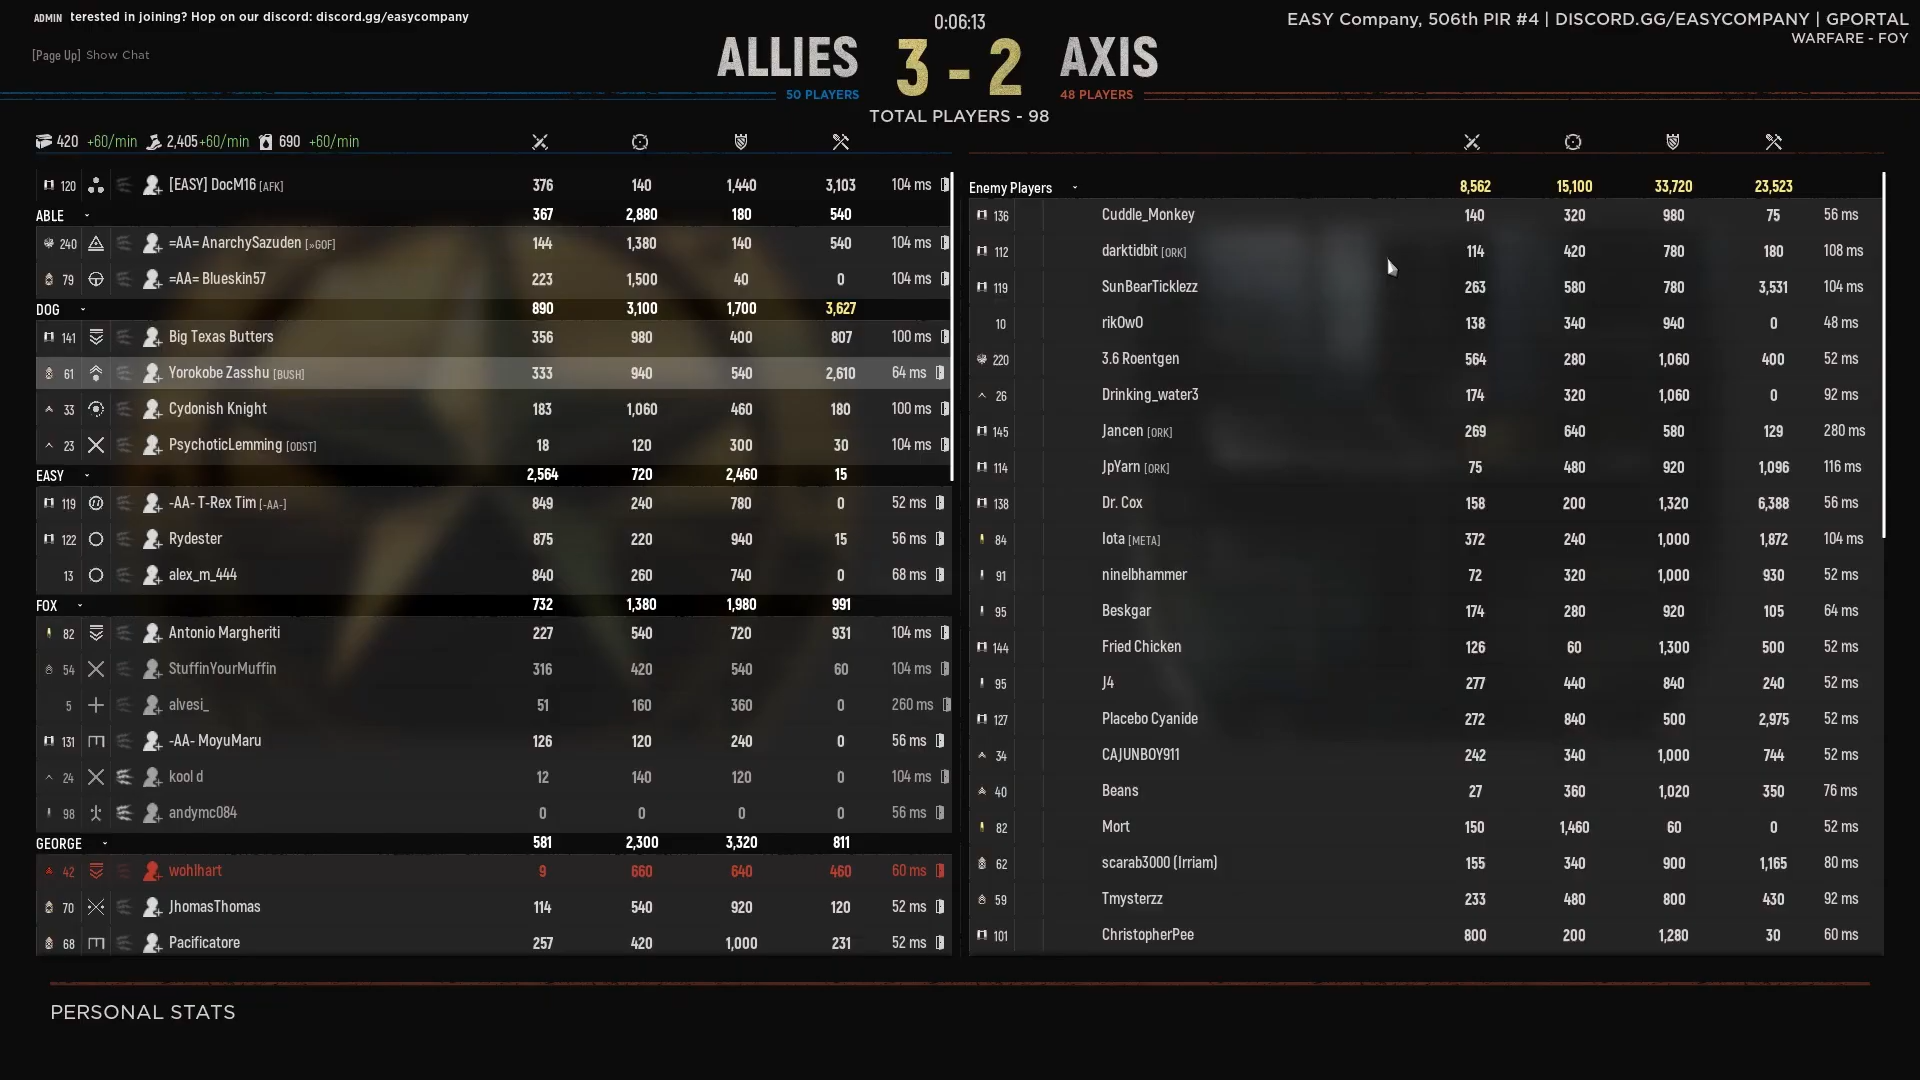 ADMIN terested in joining? Hop on our discord: discord.gg/easycompany
[Page Up] Show Chat
0:06:13
ALLIES 3 - 2 AXIS
50 PLAYERS 48 PLAYERS
TOTAL PLAYERS - 98
EASY Company, 506th PIR #4 | DISCORD.GG/EASYCOMPANY | GPORTAL
WARFARE - FOY
420 +60/min 2,405 +60/min 690 +60/min
120 [EASY] DocM16 [AFK] 376 140 1,440 3,103 104 ms
ABLE 367 2,880 180 540
240 =AA= AnarchySazuden [»GOF] 144 1,380 140 540 104 ms
79 =AA= Blueskin57 223 1,500 40 0 104 ms
DOG 890 3,100 1,700 3,627
141 Big Texas Butters 356 980 400 807 100 ms
61 Yorokobe Zasshu [BUSH] 333 940 540 2,610 64 ms
33 Cydonish Knight 183 1,060 460 180 100 ms
23 PsychoticLemming [ODST] 18 120 300 30 104 ms
EASY 2,564 720 2,460 15
119 -AA- T-Rex Tim [-AA-] 849 240 780 0 52 ms
122 Rydester 875 220 940 15 56 ms
13 alex_m_444 840 260 740 0 68 ms
FOX 732 1,380 1,980 991
82 Antonio Margheriti 227 540 720 931 104 ms
54 StuffinYourMuffin 316 420 540 60 104 ms
5 alvesi_ 51 160 360 0 260 ms
131 -AA- MoyuMaru 126 120 240 0 56 ms
24 kool d 12 140 120 0 104 ms
98 andymc084 0 0 0 0 56 ms
GEORGE 581 2,300 3,320 811
42 wohlhart 9 660 640 460 60 ms
70 JhomasThomas 114 540 920 120 52 ms
68 Pacificatore 257 420 1,000 231 52 ms
Enemy Players 8,562 15,100 33,720 23,523
136 Cuddle_Monkey 140 320 980 75 56 ms
112 darktidbit [ORK] 114 420 780 180 108 ms
119 SunBearTicklezz 263 580 780 3,531 104 ms
10 rikOwO 138 340 940 0 48 ms
220 3.6 Roentgen 564 280 1,060 400 52 ms
26 Drinking_water3 174 320 1,060 0 92 ms
145 Jancen [ORK] 269 640 580 129 280 ms
114 JpYarn [ORK] 75 480 920 1,096 116 ms
138 Dr. Cox 158 200 1,320 6,388 56 ms
84 Iota [META] 372 240 1,000 1,872 104 ms
91 ninelbhammer 72 320 1,000 930 52 ms
95 Beskgar 174 280 920 105 64 ms
144 Fried Chicken 126 60 1,300 500 52 ms
95 J4 277 440 840 240 52 ms
127 Placebo Cyanide 272 840 500 2,975 52 ms
34 CAJUNBOY911 242 340 1,000 744 52 ms
40 Beans 27 360 1,020 350 76 ms
82 Mort 150 1,460 60 0 52 ms
62 scarab3000 (Irriam) 155 340 900 1,165 80 ms
59 Tmysterzz 233 480 800 430 92 ms
101 ChristopherPee 800 200 1,280 30 60 ms
PERSONAL STATS